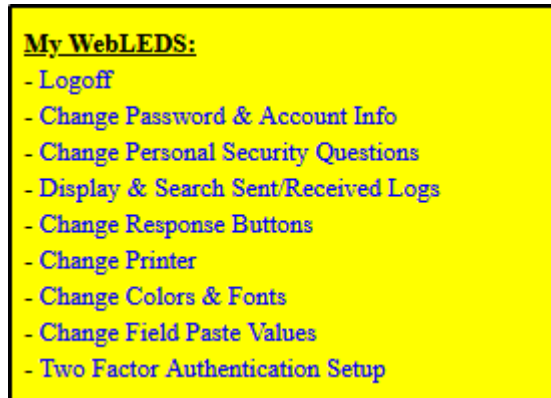 My WebLEDS:
- Logoff
- Change Password & Account Info
- Change Personal Security Questions
- Display & Search Sent/Received Logs
- Change Response Buttons
- Change Printer
- Change Colors & Fonts
- Change Field Paste Values
- Two Factor Authentication Setup